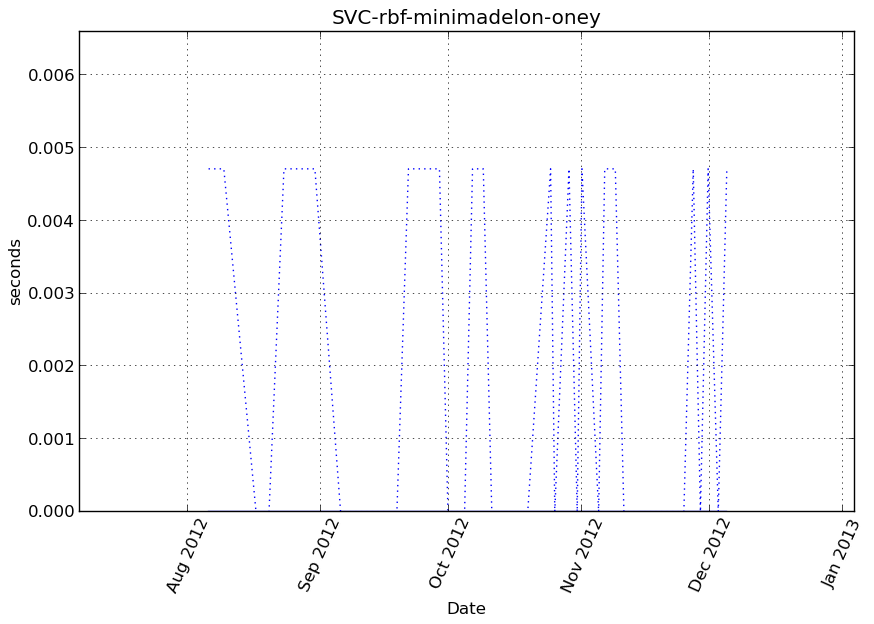 SVC-rbf-minimadelon-oney
0.006
0.005
0.004
0.003
0.002
0.001
0.000
seconds
Aug 2012
Sep 2012
Oct 2012
Nov 2012
Dec 2012
Jan 2013
Date